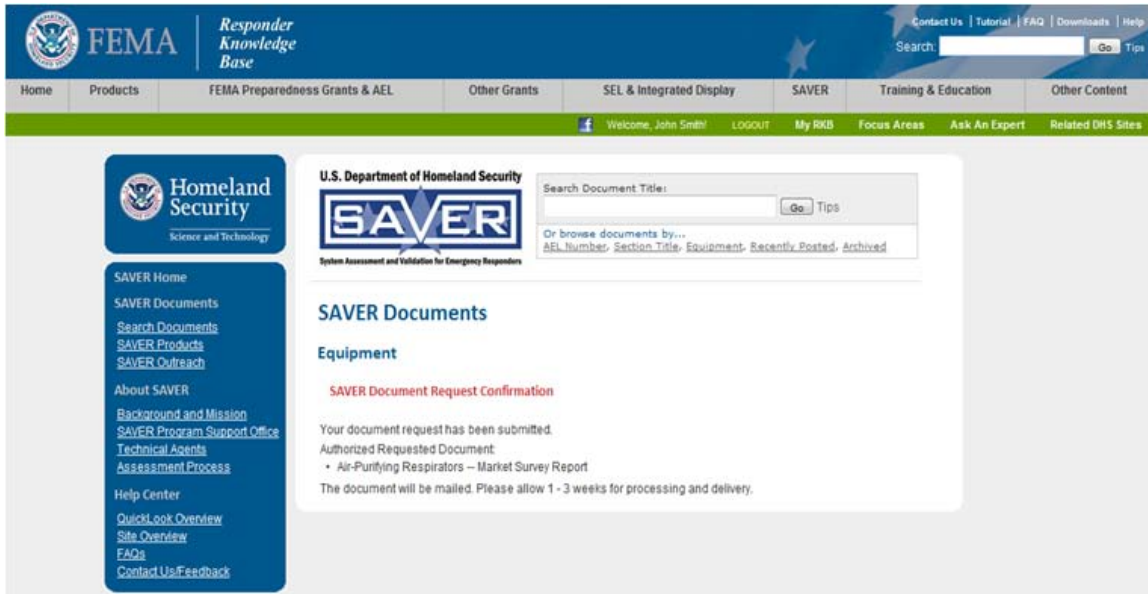 FEMA
Responder
Knowledge
Base
Contact Us | Tutorial | FAQ | Downloads | Help
Search: Go Tips
Home Products FEMA Preparedness Grants & AEL Other Grants SEL & Integrated Display SAVER Training & Education Other Content
f Welcome, John Smith! LOGOUT My RKB Focus Areas Ask An Expert Related DHS Sites
Homeland
Security
Science and Technology
SAVER Home
SAVER Documents
Search Documents
SAVER Products
SAVER Outreach
About SAVER
Background and Mission
SAVER Program Support Office
Technical Agents
Assessment Process
Help Center
QuickLook Overview
Site Overview
FAQs
Contact Us/Feedback
U.S. Department of Homeland Security
SAVER
System Assessment and Validation for Emergency Responders
Search Document Title:
Go Tips
Or browse documents by...
AEL Number, Section Title, Equipment, Recently Posted, Archived
SAVER Documents
Equipment
SAVER Document Request Confirmation
Your document request has been submitted.
Authorized Requested Document:
• Air-Purifying Respirators -- Market Survey Report
The document will be mailed. Please allow 1 - 3 weeks for processing and delivery.